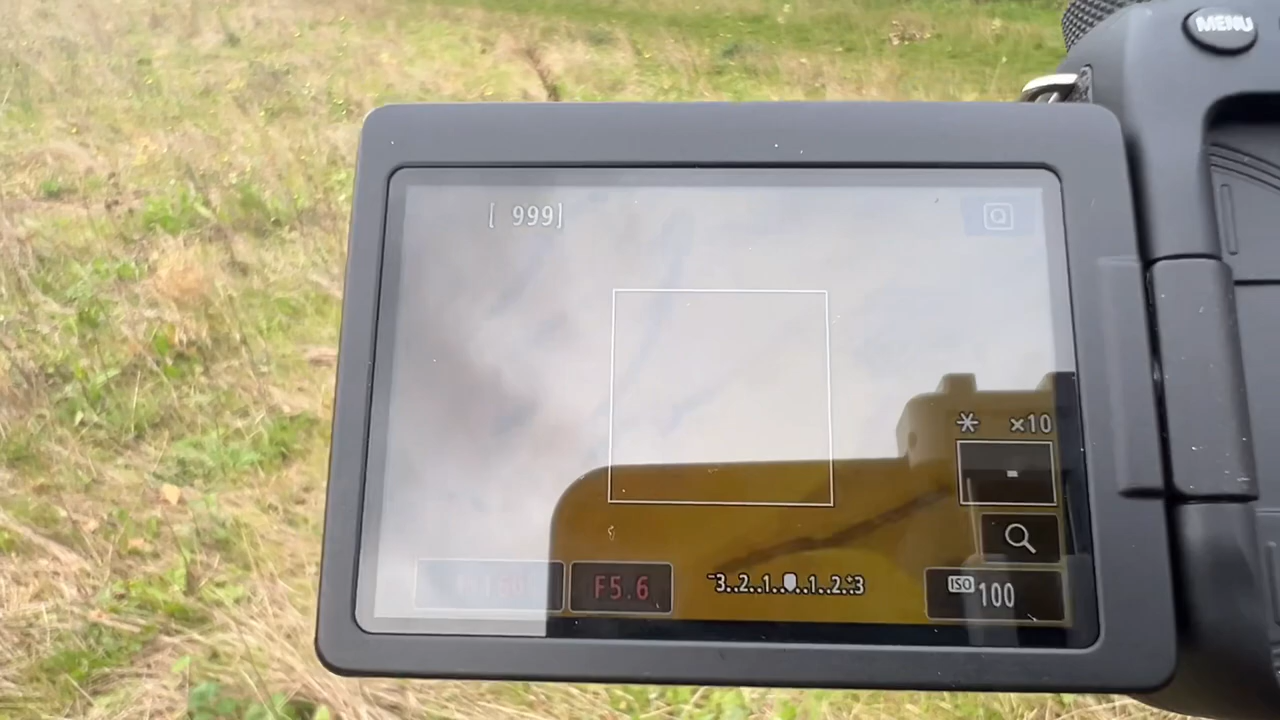 MENU
[ 999]
Q
* ×10
F5.6
-3..2..1..0..1..2..+3
ISO 100